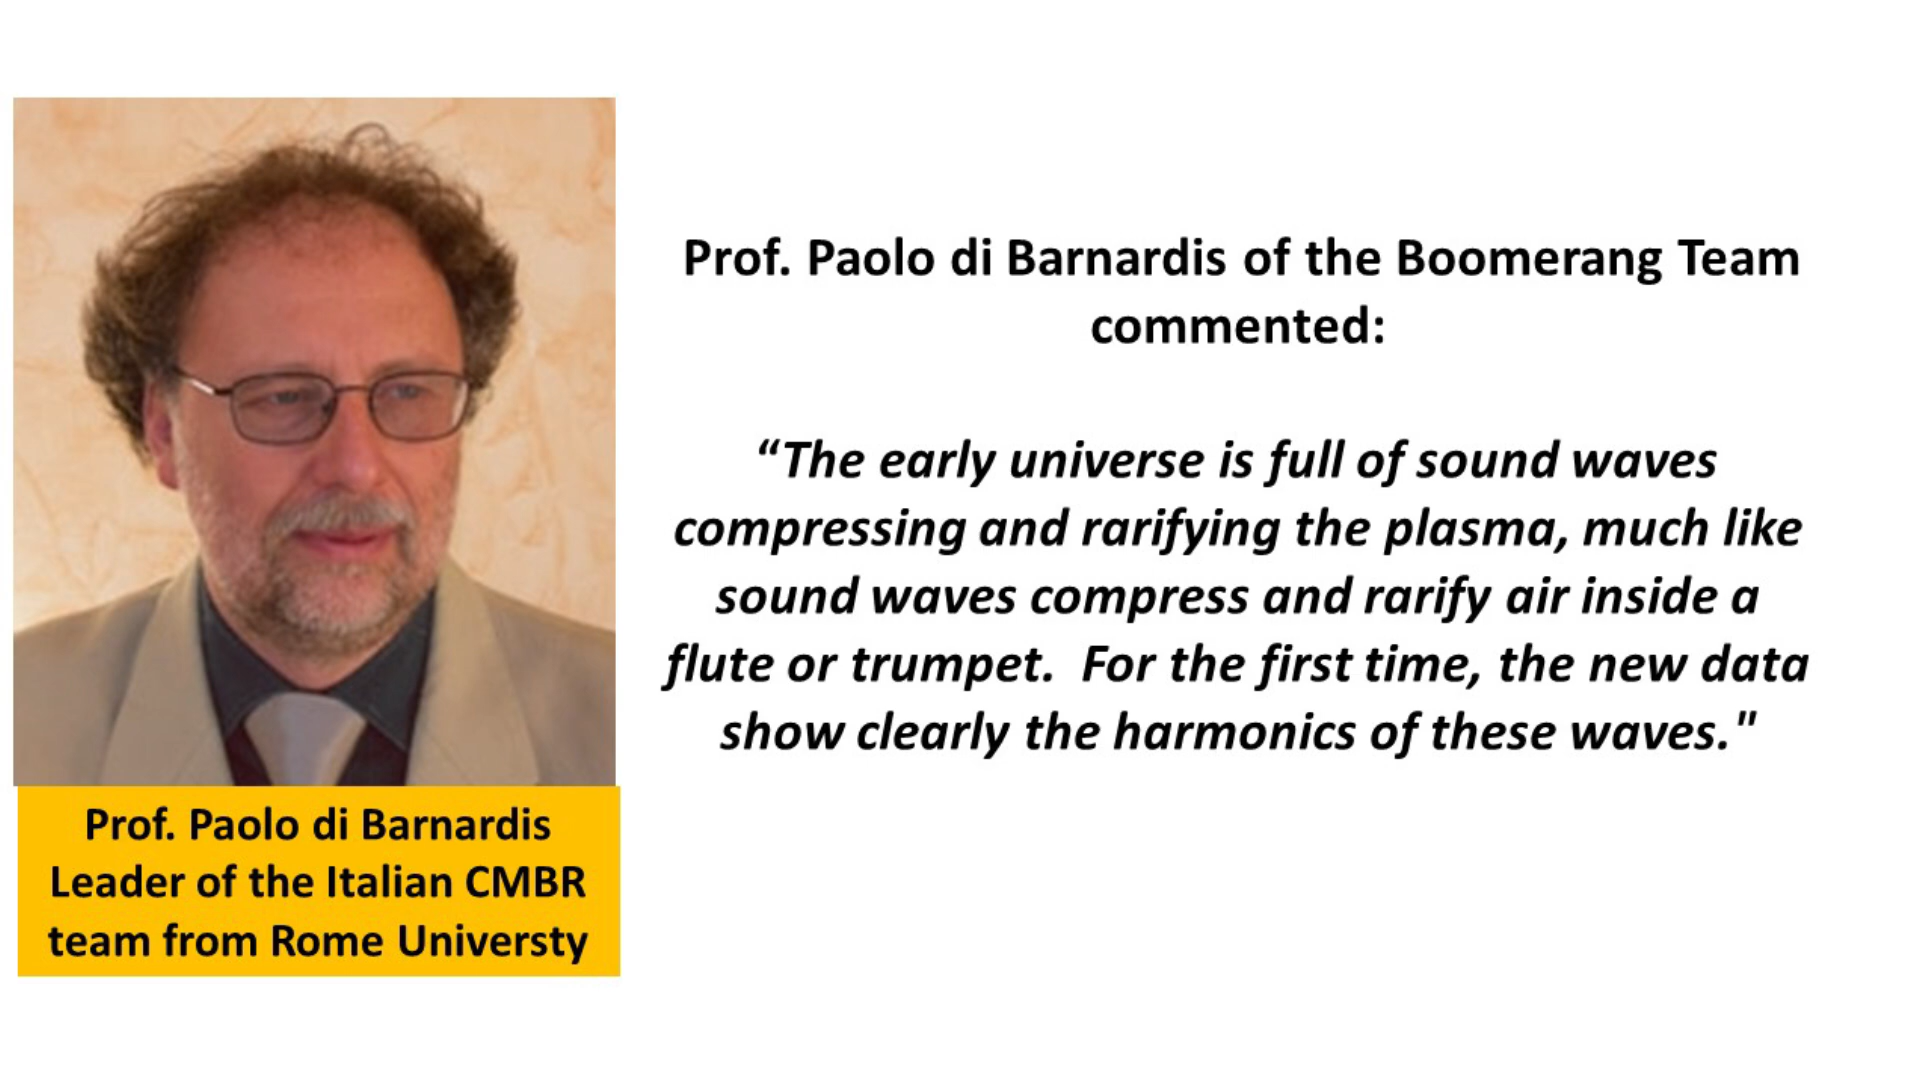 Prof. Paolo di Barnardis of the Boomerang Team
commented:
“The early universe is full of sound waves
compressing and rarifying the plasma, much like
sound waves compress and rarify air inside a
flute or trumpet.  For the first time, the new data
show clearly the harmonics of these waves."
Prof. Paolo di Barnardis
Leader of the Italian CMBR
team from Rome Universty